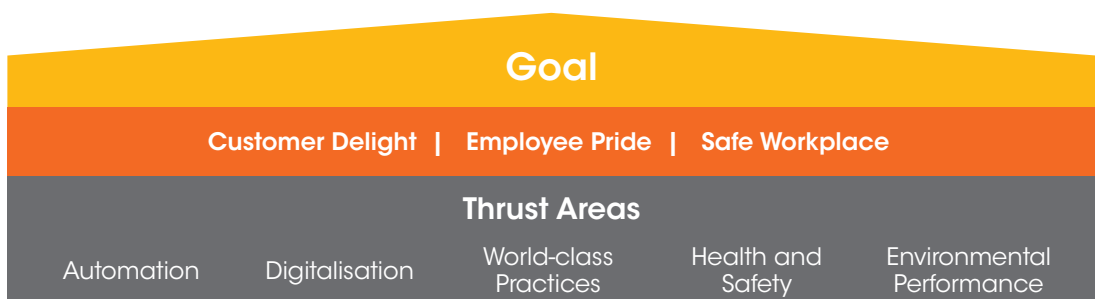 Goal
Customer Delight | Employee Pride | Safe Workplace
Thrust Areas
Automation
Digitalisation
World-class
Practices
Health and
Safety
Environmental
Performance